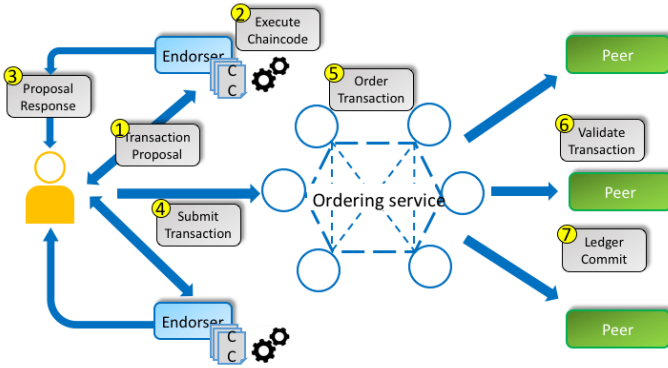 2
Execute
Chaincode
Endorser
C
C
3
Proposal
Response
1
Transaction
Proposal
5
Order
Transaction
Peer
6
Validate
Transaction
Ordering service
Peer
4
Submit
Transaction
7
Ledger
Commit
Endorser
C
C
Peer